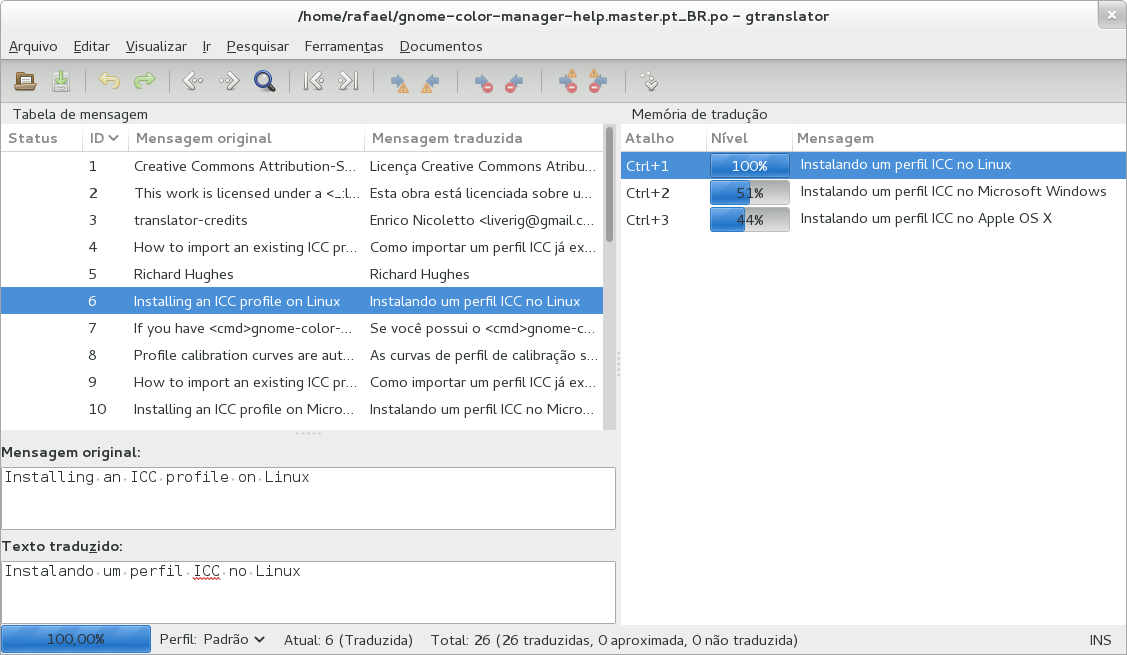 /home/rafael/gnome-color-manager-help.master.pt_BR.po - gtranslator
Arquivo Editar Visualizar Ir Pesquisar Ferramentas Documentos
Tabela de mensagem
Status ID Mensagem original Mensagem traduzida
1 Creative Commons Attribution-S... Licença Creative Commons Atribu...
2 This work is licensed under a <_:l... Esta obra está licenciada sobre u...
3 translator-credits Enrico Nicoletto <liverig@gmail.c...
4 How to import an existing ICC pr... Como importar um perfil ICC já ex...
5 Richard Hughes Richard Hughes
6 Installing an ICC profile on Linux Instalando um perfil ICC no Linux
7 If you have <cmd>gnome-color-... Se você possui o <cmd>gnome-c...
8 Profile calibration curves are aut... As curvas de perfil de calibração s...
9 How to import an existing ICC pr... Como importar um perfil ICC já ex...
10 Installing an ICC profile on Micro... Instalando um perfil ICC no Micro...
Mensagem original:
Installing·an·ICC·profile·on·Linux
Texto traduzido:
Instalando·um·perfil·ICC·no·Linux
Memória de tradução
Atalho Nível Mensagem
Ctrl+1 100% Instalando um perfil ICC no Linux
Ctrl+2 51% Instalando um perfil ICC no Microsoft Windows
Ctrl+3 44% Instalando um perfil ICC no Apple OS X
100,00% Perfil: Padrão Atual: 6 (Traduzida) Total: 26 (26 traduzidas, 0 aproximada, 0 não traduzida) INS